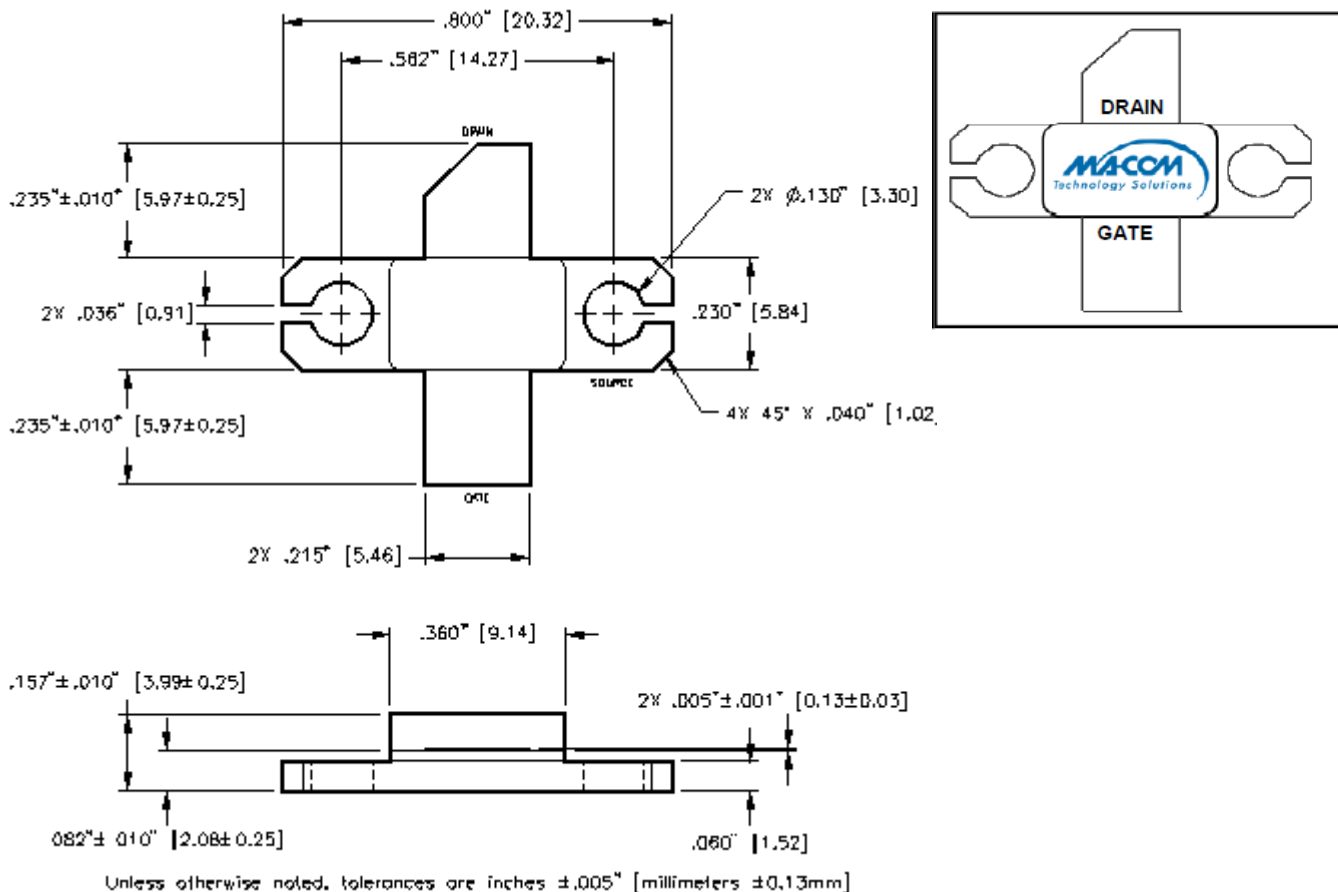 .800" [20.32]
.562" [14.27]
DRAIN
.235"±.010" [5.97±0.25]
2X Ø.130" [3.30]
2X .036" [0.91]
.230" [5.84]
SOURCE
.235"±.010" [5.97±0.25]
4X 45° X .040" [1.02]
GATE
2X .215" [5.46]
DRAIN
MACOM
Technology Solutions
GATE
.360" [9.14]
.157"±.010" [3.99±0.25]
2X .005"±.001" [0.13±0.03]
.082"±.010" [2.08±0.25]
.060" [1.52]
Unless otherwise noted, tolerances are inches ±.005" [millimeters ±0.13mm]